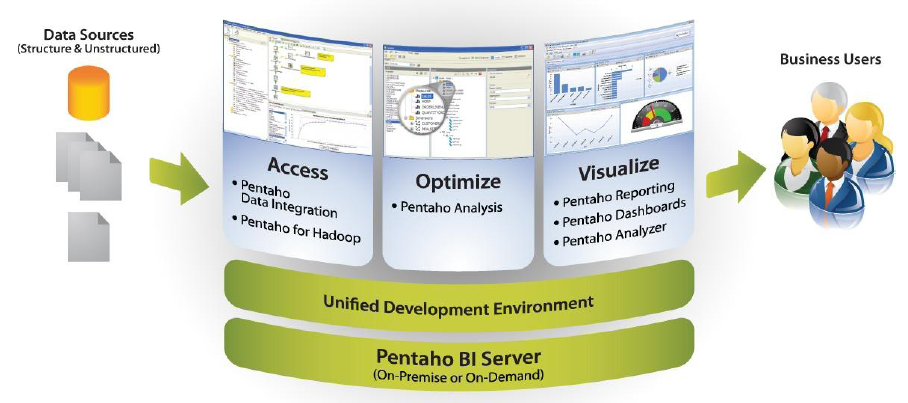 Data Sources
(Structure & Unstructured)
Business Users
Access
• Pentaho
Data Integration
• Pentaho for Hadoop
Optimize
• Pentaho Analysis
Visualize
• Pentaho Reporting
• Pentaho Dashboards
• Pentaho Analyzer
Unified Development Environment
Pentaho BI Server
(On-Premise or On-Demand)